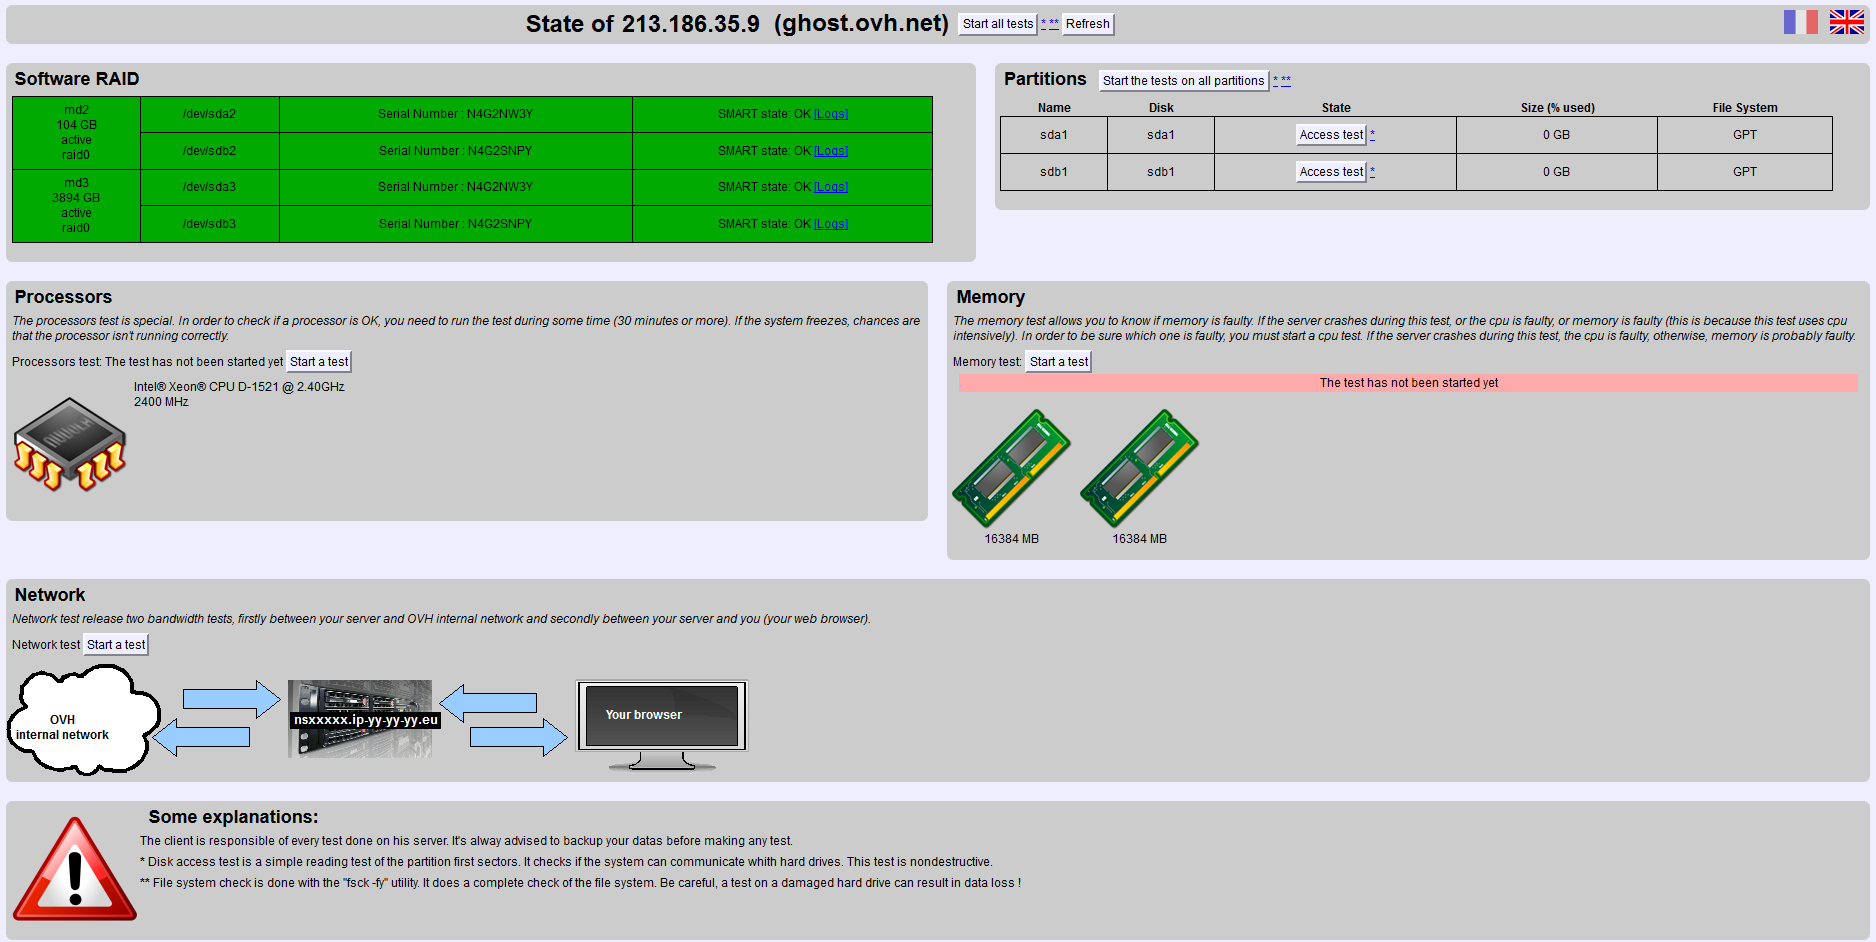 State of 213.186.35.9 (ghost.ovh.net) Start all tests * ** Refresh
Software RAID
md2
104 GB
active
raid0
/dev/sda2 Serial Number : N4G2NW3Y SMART state: OK [Logs]
/dev/sdb2 Serial Number : N4G2SNPY SMART state: OK [Logs]
md3
3894 GB
active
raid0
/dev/sda3 Serial Number : N4G2NW3Y SMART state: OK [Logs]
/dev/sdb3 Serial Number : N4G2SNPY SMART state: OK [Logs]
Partitions Start the tests on all partitions * **
Name Disk State Size (% used) File System
sda1 sda1 Access test * 0 GB GPT
sdb1 sdb1 Access test * 0 GB GPT
Processors
The processors test is special. In order to check if a processor is OK, you need to run the test during some time (30 minutes or more). If the system freezes, chances are
that the processor isn't running correctly.
Processors test: The test has not been started yet Start a test
Intel® Xeon® CPU D-1521 @ 2.40GHz
2400 MHz
Memory
The memory test allows you to know if memory is faulty. If the server crashes during this test, or the cpu is faulty, or memory is faulty (this is because this test uses cpu
intensively). In order to be sure which one is faulty, you must start a cpu test. If the server crashes during this test, the cpu is faulty, otherwise, memory is probably faulty.
Memory test: Start a test
The test has not been started yet
16384 MB 16384 MB
Network
Network test release two bandwidth tests, firstly between your server and OVH internal network and secondly between your server and you (your web browser).
Network test Start a test
OVH
internal network
nsxxxxx.ip-yy-yy-yy.eu
Your browser
Some explanations:
The client is responsible of every test done on his server. It's alway advised to backup your datas before making any test.
* Disk access test is a simple reading test of the partition first sectors. It checks if the system can communicate whith hard drives. This test is nondestructive.
** File system check is done with the "fsck -fy" utility. It does a complete check of the file system. Be careful, a test on a damaged hard drive can result in data loss !